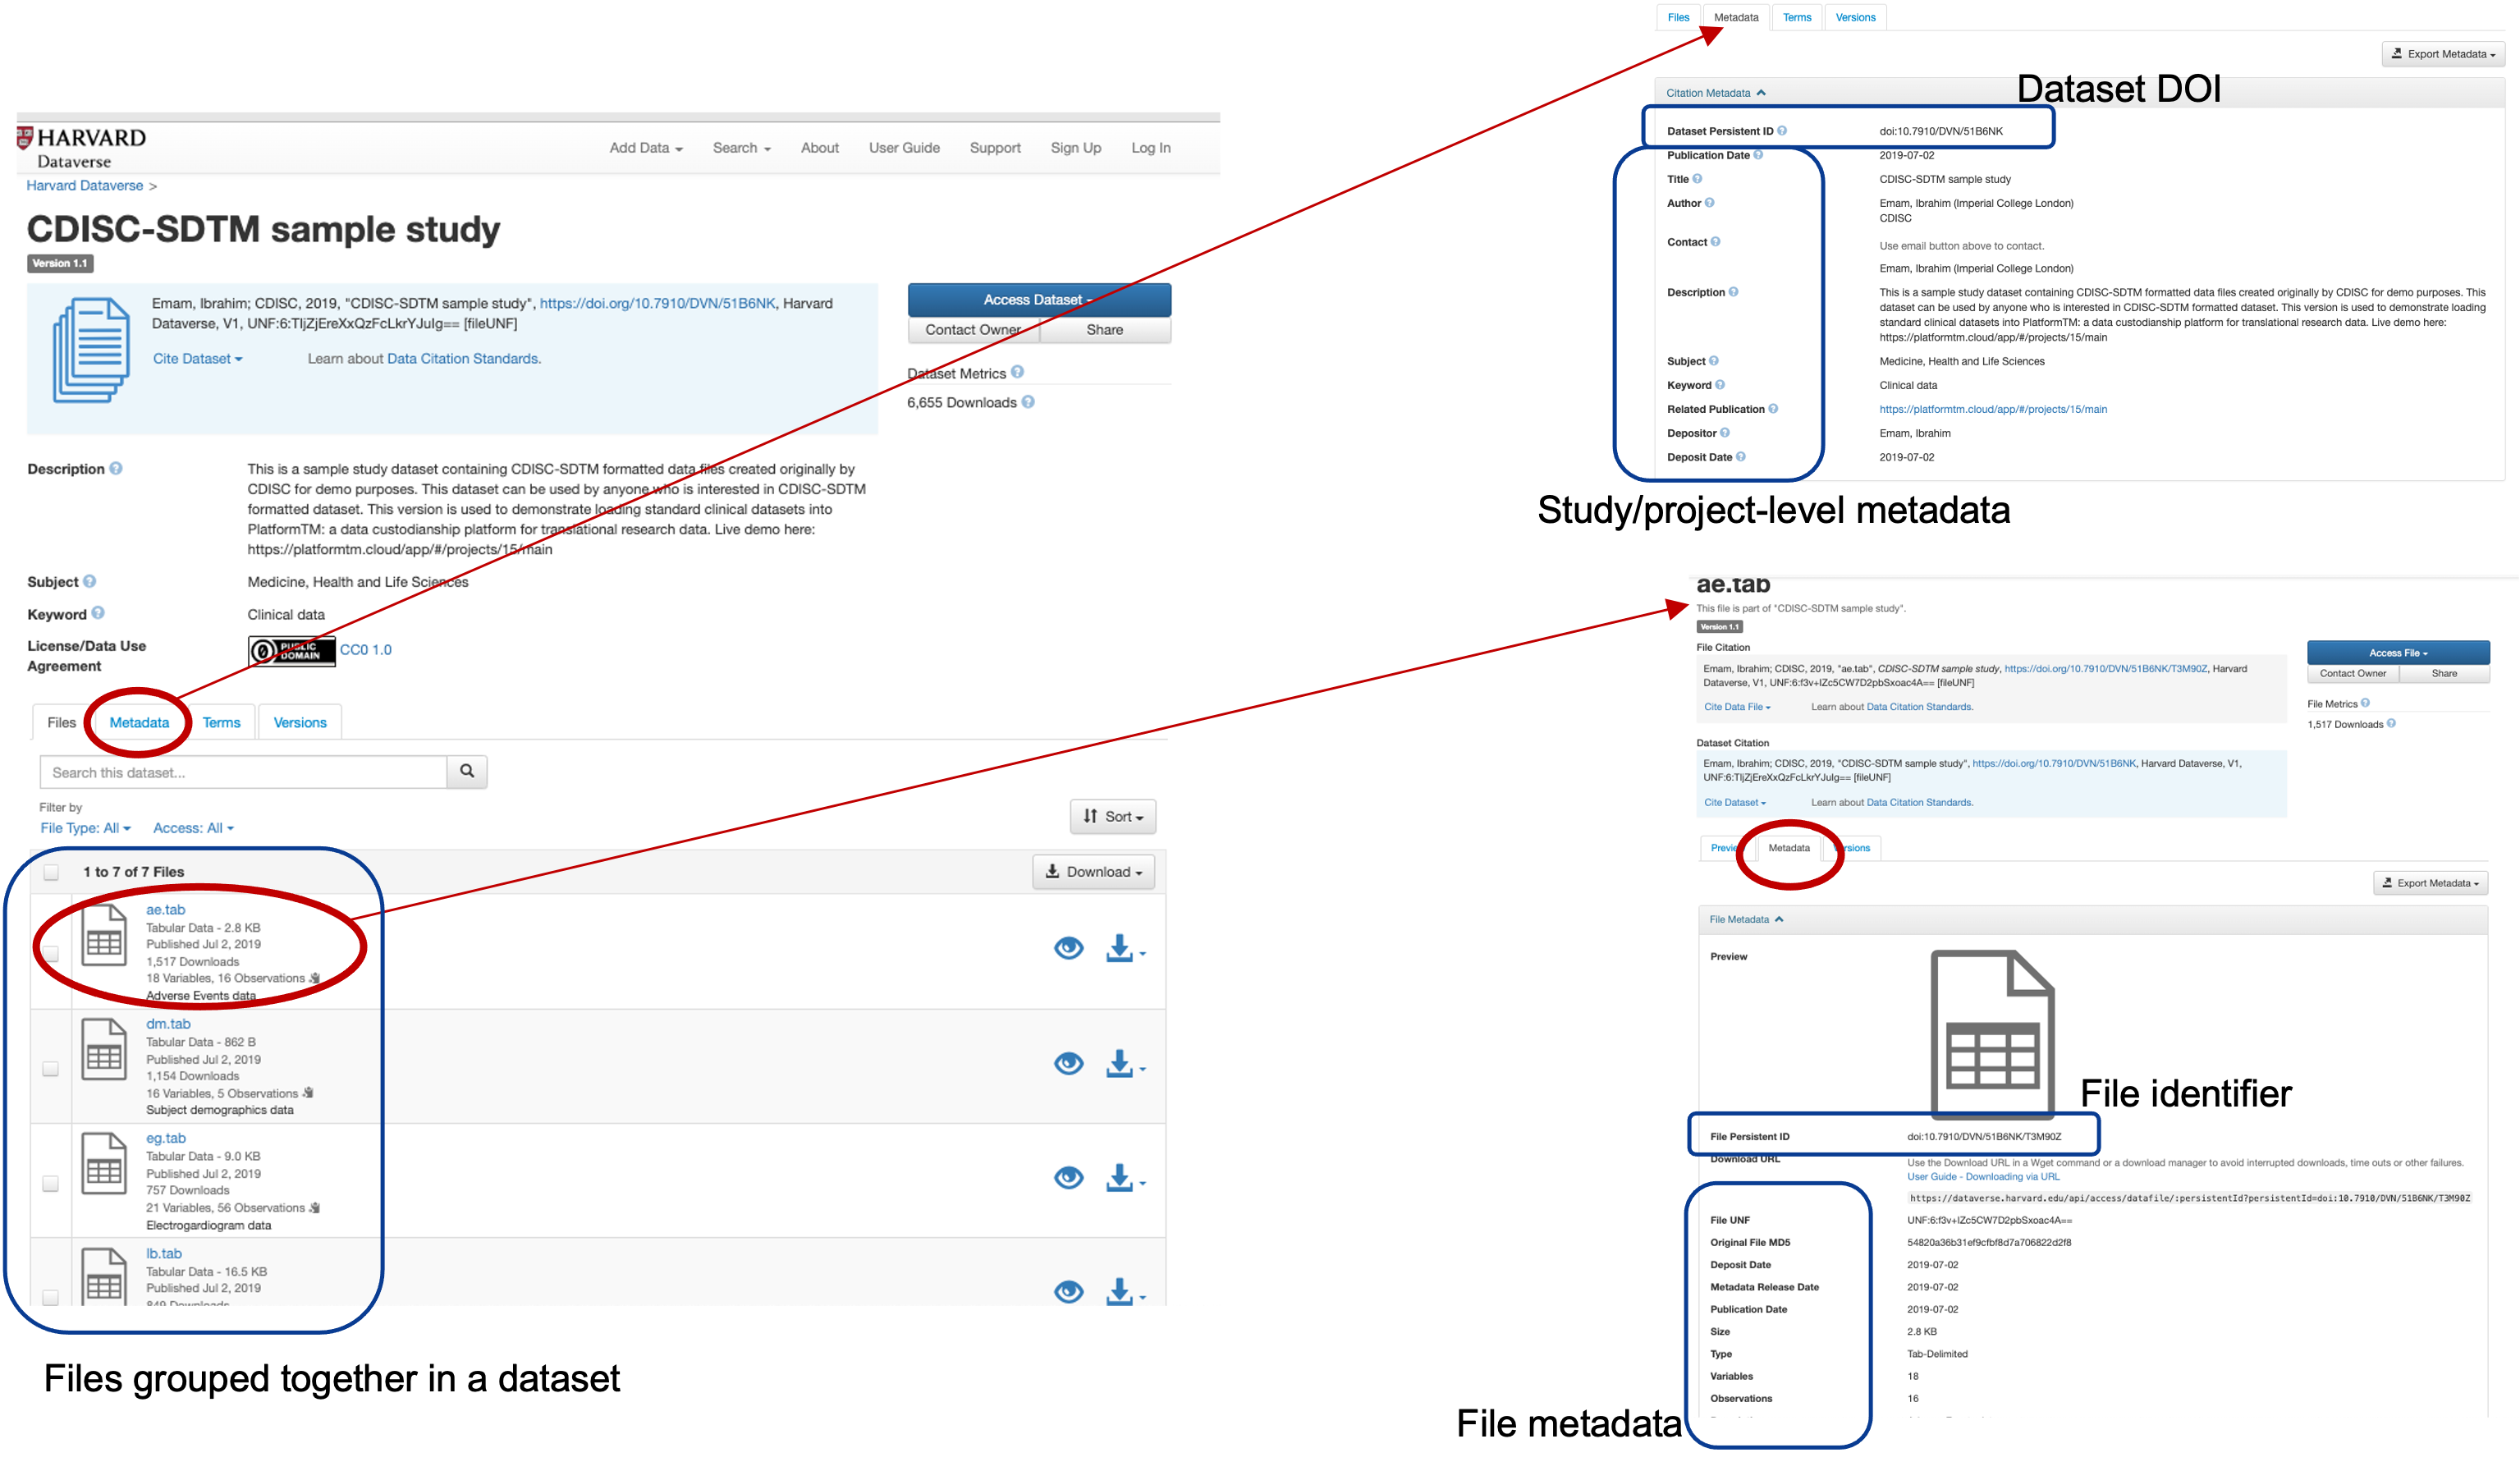 HARVARD
Dataverse
Add Data
Search
About
User Guide
Support
Sign Up
Log In
Harvard Dataverse >
CDISC-SDTM sample study
Version 1.1
Emam, Ibrahim; CDISC, 2019, "CDISC-SDTM sample study", https://doi.org/10.7910/DVN/51B6NK, Harvard
Dataverse, V1, UNF:6:TljZjEreXxQzFcLkrYJuIg== [fileUNF]
Cite Dataset
Learn about Data Citation Standards.
Access Dataset
Contact Owner
Share
Dataset Metrics
6,655 Downloads
Description
This is a sample study dataset containing CDISC-SDTM formatted data files created originally by
CDISC for demo purposes. This dataset can be used by anyone who is interested in CDISC-SDTM
formatted dataset. This version is used to demonstrate loading standard clinical datasets into
PlatformTM: a data custodianship platform for translational research data. Live demo here:
https://platformtm.cloud/app/#/projects/15/main
Subject
Medicine, Health and Life Sciences
Keyword
Clinical data
License/Data Use
Agreement
PUBLIC
DOMAIN
CC0 1.0
Files
Metadata
Terms
Versions
Search this dataset...
Filter by
File Type: All
Access: All
Sort
1 to 7 of 7 Files
Download
ae.tab
Tabular Data - 2.8 KB
Published Jul 2, 2019
1,517 Downloads
18 Variables, 16 Observations
Adverse Events data
dm.tab
Tabular Data - 862 B
Published Jul 2, 2019
1,154 Downloads
16 Variables, 5 Observations
Subject demographics data
eg.tab
Tabular Data - 9.0 KB
Published Jul 2, 2019
757 Downloads
21 Variables, 56 Observations
Electrogardiogram data
lb.tab
Tabular Data - 16.5 KB
Published Jul 2, 2019
849 Downloads
Files grouped together in a dataset
Files
Metadata
Terms
Versions
Export Metadata
Dataset DOI
Citation Metadata
Dataset Persistent ID
doi:10.7910/DVN/51B6NK
Publication Date
2019-07-02
Title
CDISC-SDTM sample study
Author
Emam, Ibrahim (Imperial College London)
CDISC
Contact
Use email button above to contact.
Emam, Ibrahim (Imperial College London)
Description
This is a sample study dataset containing CDISC-SDTM formatted data files created originally by CDISC for demo purposes. This
dataset can be used by anyone who is interested in CDISC-SDTM formatted dataset. This version is used to demonstrate loading
standard clinical datasets into PlatformTM: a data custodianship platform for translational research data. Live demo here:
https://platformtm.cloud/app/#/projects/15/main
Subject
Medicine, Health and Life Sciences
Keyword
Clinical data
Related Publication
https://platformtm.cloud/app/#/projects/15/main
Depositor
Emam, Ibrahim
Deposit Date
2019-07-02
Study/project-level metadata
ae.tab
This file is part of "CDISC-SDTM sample study".
Version 1.1
File Citation
Emam, Ibrahim; CDISC, 2019, "ae.tab", CDISC-SDTM sample study, https://doi.org/10.7910/DVN/51B6NK/T3M90Z, Harvard
Dataverse, V1, UNF:6:f3v+IZc5CW7D2pbSxoac4A== [fileUNF]
Cite Data File
Learn about Data Citation Standards.
Access File
Contact Owner
Share
File Metrics
1,517 Downloads
Dataset Citation
Emam, Ibrahim; CDISC, 2019, "CDISC-SDTM sample study", https://doi.org/10.7910/DVN/51B6NK, Harvard Dataverse, V1,
UNF:6:TljZjEreXxQzFcLkrYJuIg== [fileUNF]
Cite Dataset
Learn about Data Citation Standards.
Metadata
Export Metadata
File Metadata
Preview
File identifier
File Persistent ID
doi:10.7910/DVN/51B6NK/T3M90Z
Download URL
Use the Download URL in a Wget command or a download manager to avoid interrupted downloads, time outs or other failures.
User Guide - Downloading via URL
https://dataverse.harvard.edu/api/access/datafile/:persistentId?persistentId=doi:10.7910/DVN/51B6NK/T3M90Z
File UNF
UNF:6:f3v+IZc5CW7D2pbSxoac4A==
Original File MD5
54820a36b31ef9cfbf8d7a706822d2f8
Deposit Date
2019-07-02
Metadata Release Date
2019-07-02
Publication Date
2019-07-02
Size
2.8 KB
Type
Tab-Delimited
Variables
18
Observations
16
File metadata